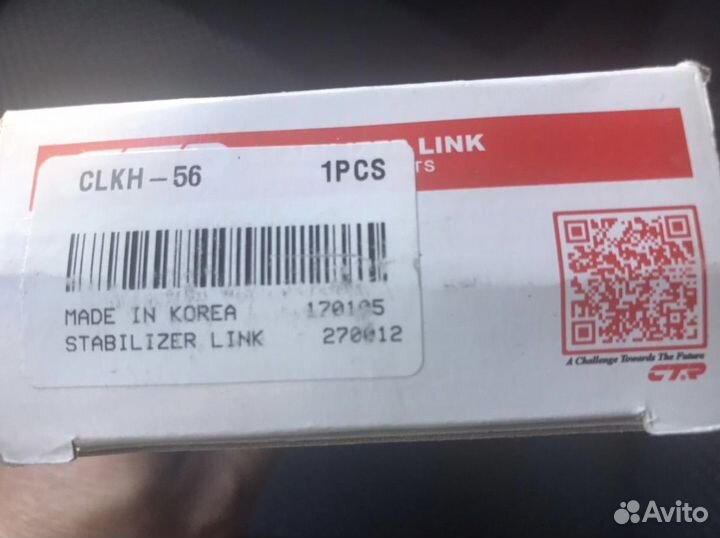 LINK
TS
CLKH-56 1PCS
MADE IN KOREA 170105
STABILIZER LINK 270012
A Challenge Towards The Future
CTR
Avito